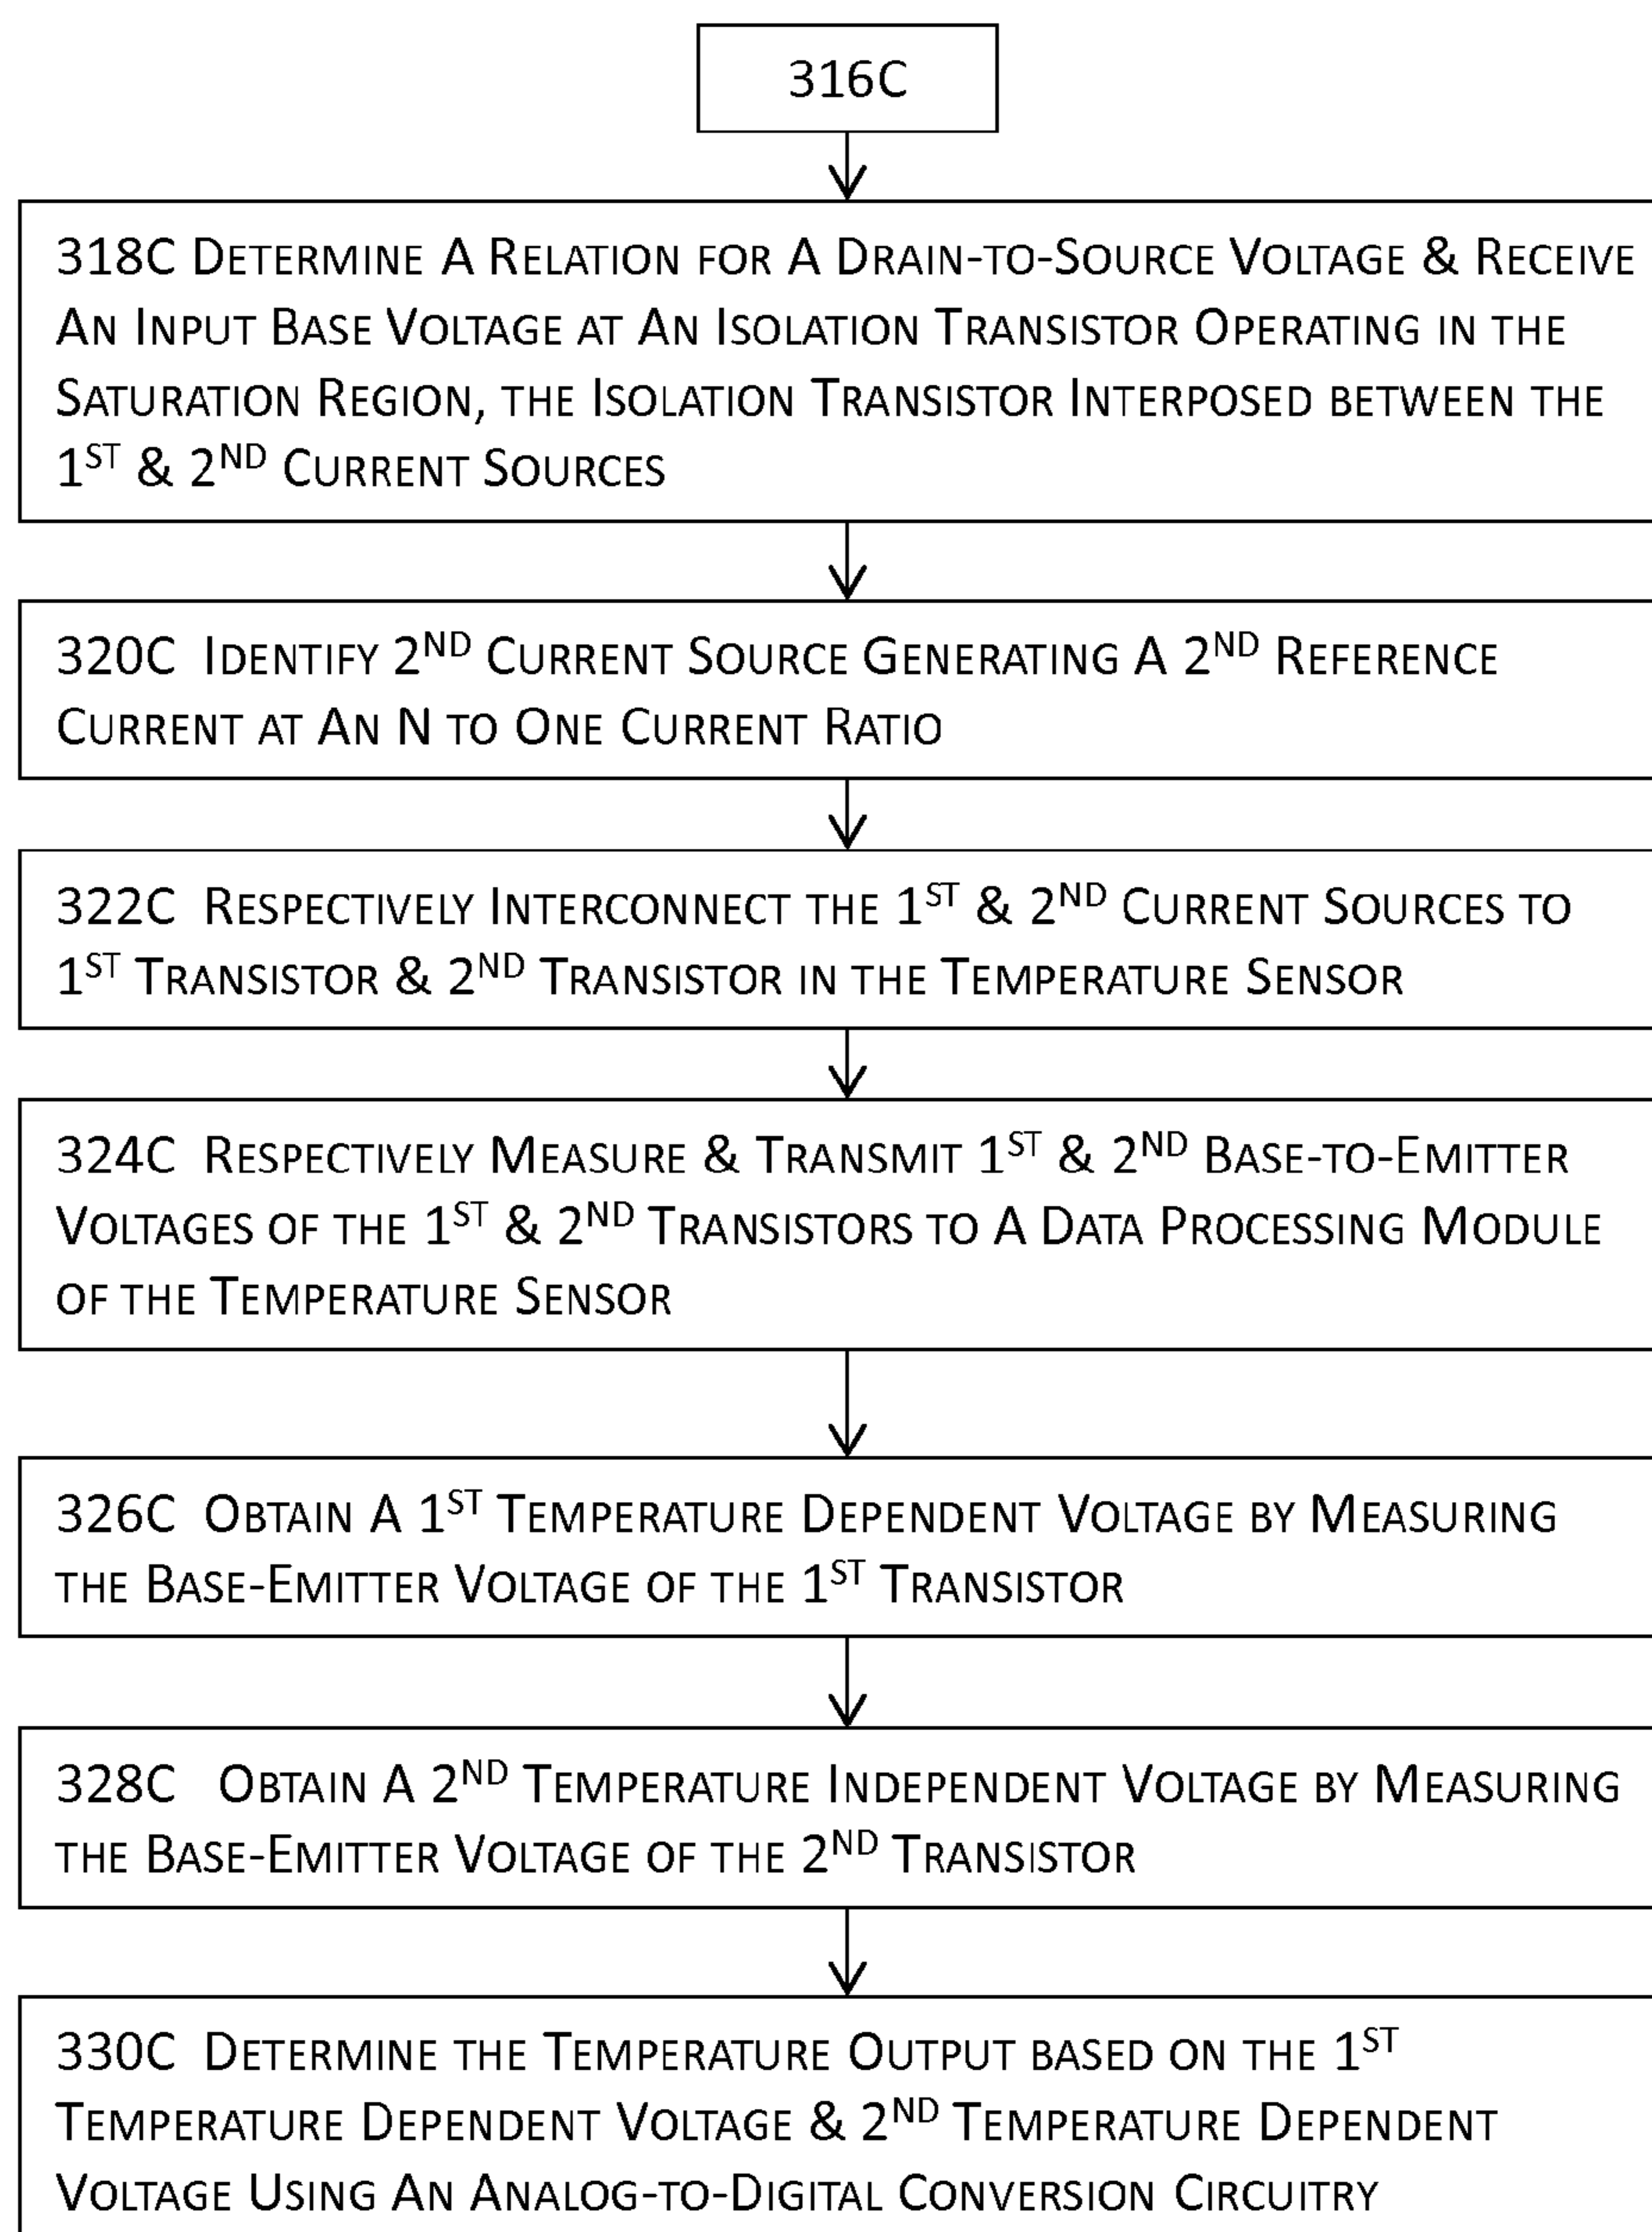 316C
318C DETERMINE A RELATION FOR A DRAIN-TO-SOURCE VOLTAGE & RECEIVE
AN INPUT BASE VOLTAGE AT AN ISOLATION TRANSISTOR OPERATING IN THE
SATURATION REGION, THE ISOLATION TRANSISTOR INTERPOSED BETWEEN THE
1ST & 2ND CURRENT SOURCES
320C IDENTIFY 2ND CURRENT SOURCE GENERATING A 2ND REFERENCE
CURRENT AT AN N TO ONE CURRENT RATIO
322C RESPECTIVELY INTERCONNECT THE 1ST & 2ND CURRENT SOURCES TO
1ST TRANSISTOR & 2ND TRANSISTOR IN THE TEMPERATURE SENSOR
324C RESPECTIVELY MEASURE & TRANSMIT 1ST & 2ND BASE-TO-EMITTER
VOLTAGES OF THE 1ST & 2ND TRANSISTORS TO A DATA PROCESSING MODULE
OF THE TEMPERATURE SENSOR
326C OBTAIN A 1ST TEMPERATURE DEPENDENT VOLTAGE BY MEASURING
THE BASE-EMITTER VOLTAGE OF THE 1ST TRANSISTOR
328C OBTAIN A 2ND TEMPERATURE INDEPENDENT VOLTAGE BY MEASURING
THE BASE-EMITTER VOLTAGE OF THE 2ND TRANSISTOR
330C DETERMINE THE TEMPERATURE OUTPUT BASED ON THE 1ST
TEMPERATURE DEPENDENT VOLTAGE & 2ND TEMPERATURE DEPENDENT
VOLTAGE USING AN ANALOG-TO-DIGITAL CONVERSION CIRCUITRY